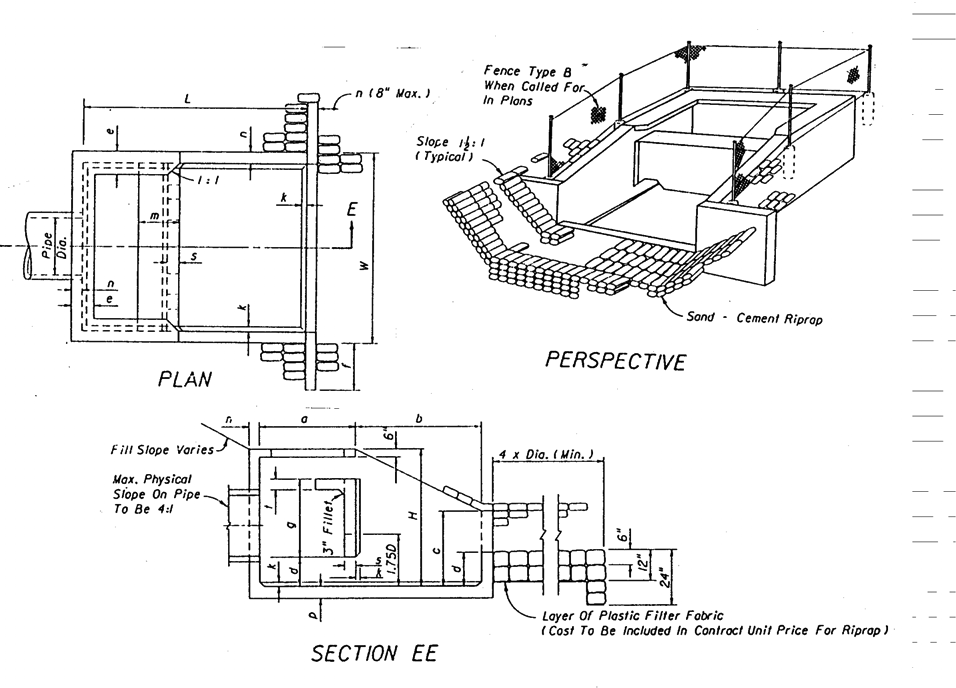 L
n (8" Max.)
e
n
1:1
m
k
E
Pipe
Dia.
s
W
n
e
k
f
PLAN
Fence Type B
When Called For
In Plans
Slope 1½:1
(Typical)
Sand - Cement Riprap
PERSPECTIVE
n
a
b
6"
Fill Slope Varies
4 x Dia. (Min.)
Max. Physical
Slope On Pipe
To Be 4:1
t
g
3" Fillet
H
c
6"
12"
24"
k
d
s
1.75D
d
p
Layer Of Plastic Filter Fabric
(Cost To Be Included In Contract Unit Price For Riprap)
SECTION EE